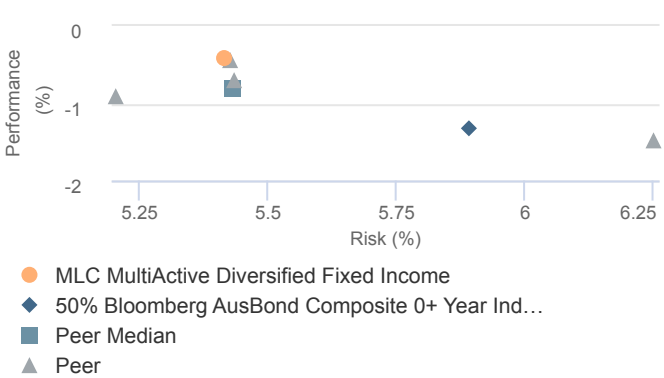 0
Performance
(%)
-1
-2
5.25
5.5
5.75
6
6.25
Risk (%)
MLC MultiActive Diversified Fixed Income
50% Bloomberg AusBond Composite 0+ Year Ind…
Peer Median
Peer